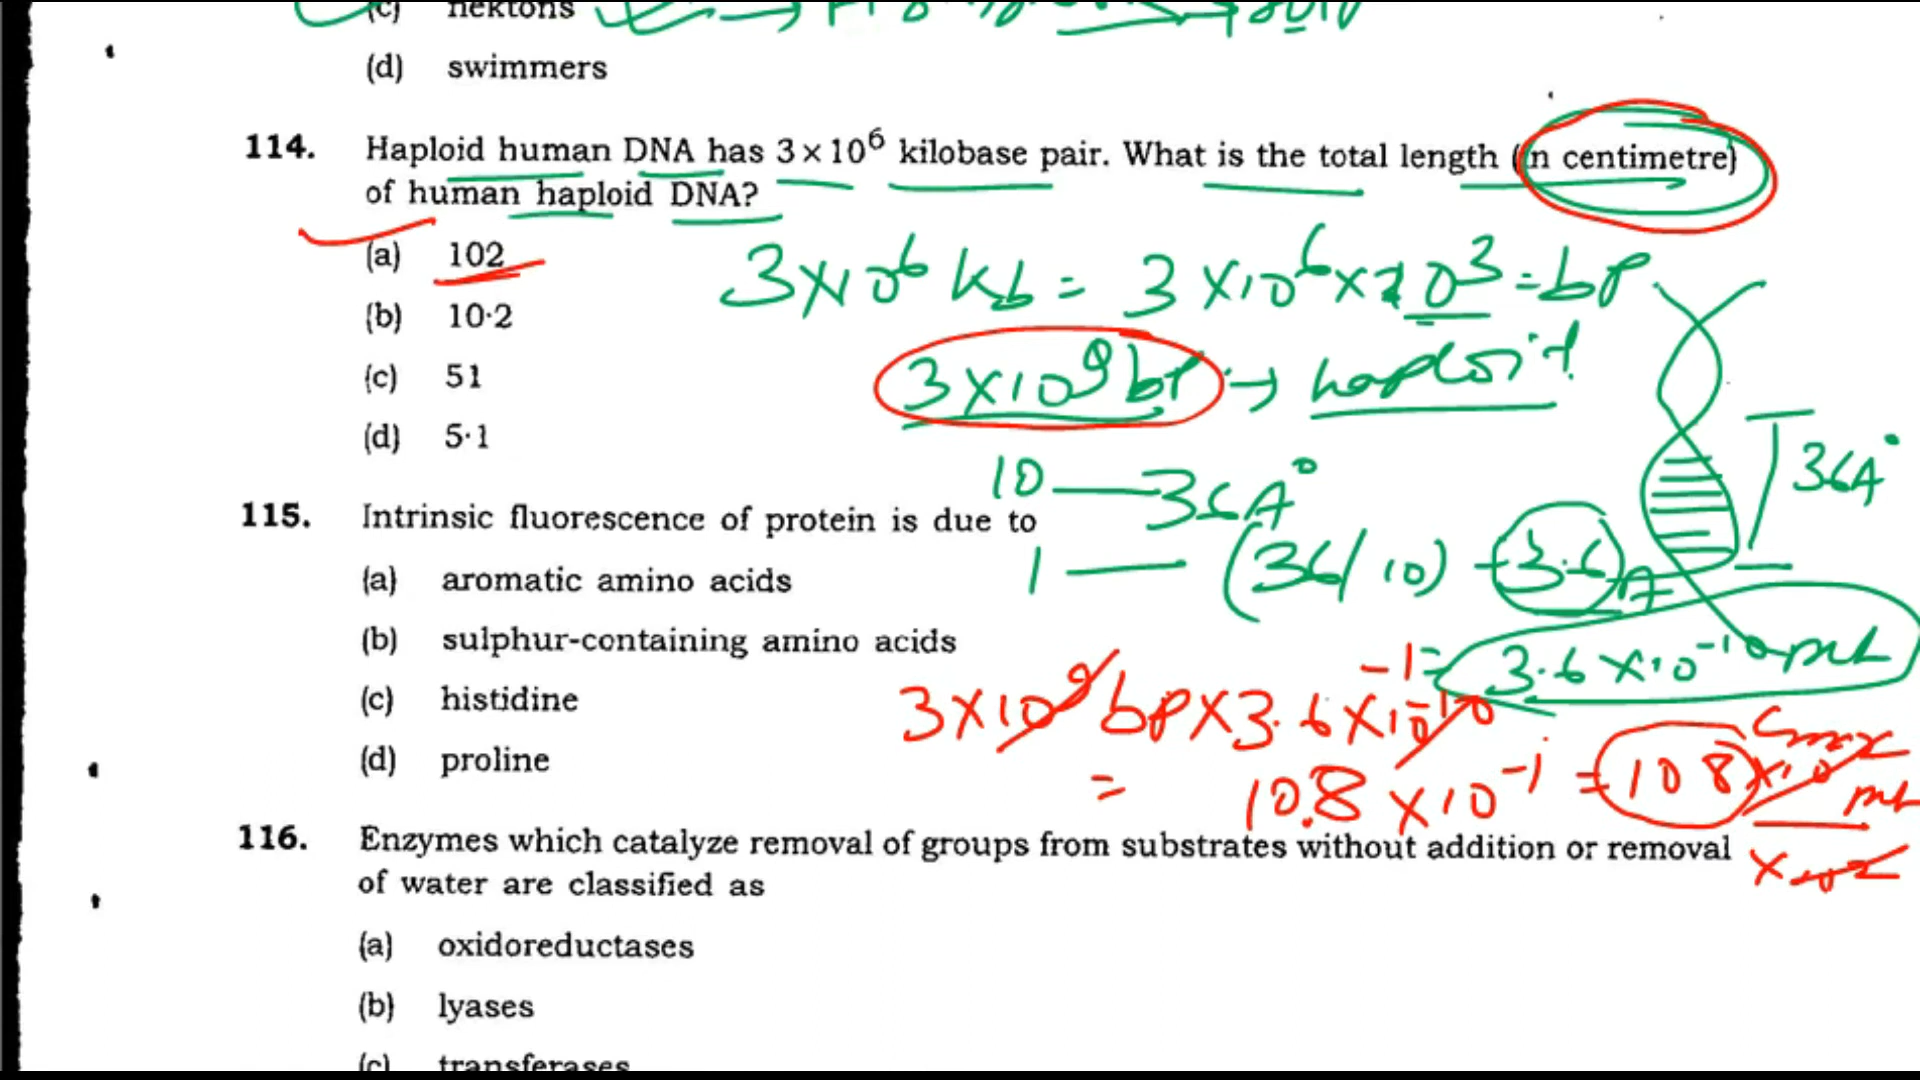 (c) nektons
(d) swimmers
114. Haploid human DNA has 3×10⁶ kilobase pair. What is the total length (in centimetre)
of human haploid DNA?
(a) 102
3×10⁶ kb = 3×10⁶×10³ = bp
(b) 10·2
(c) 51
3×10⁹ bp → haploid
(d) 5·1
10 — 36A°
36A°
115. Intrinsic fluorescence of protein is due to
1 — (36/10) - 3.6A
(a) aromatic amino acids
(b) sulphur-containing amino acids
= 3.6×10⁻¹⁰ mt
-1
(c) histidine
3×10⁹ bp×3.6×10⁻¹⁰
(d) proline
= 10.8×10⁻¹ = 108
116. Enzymes which catalyze removal of groups from substrates without addition or removal
of water are classified as
(a) oxidoreductases
(b) lyases
(c) transferases